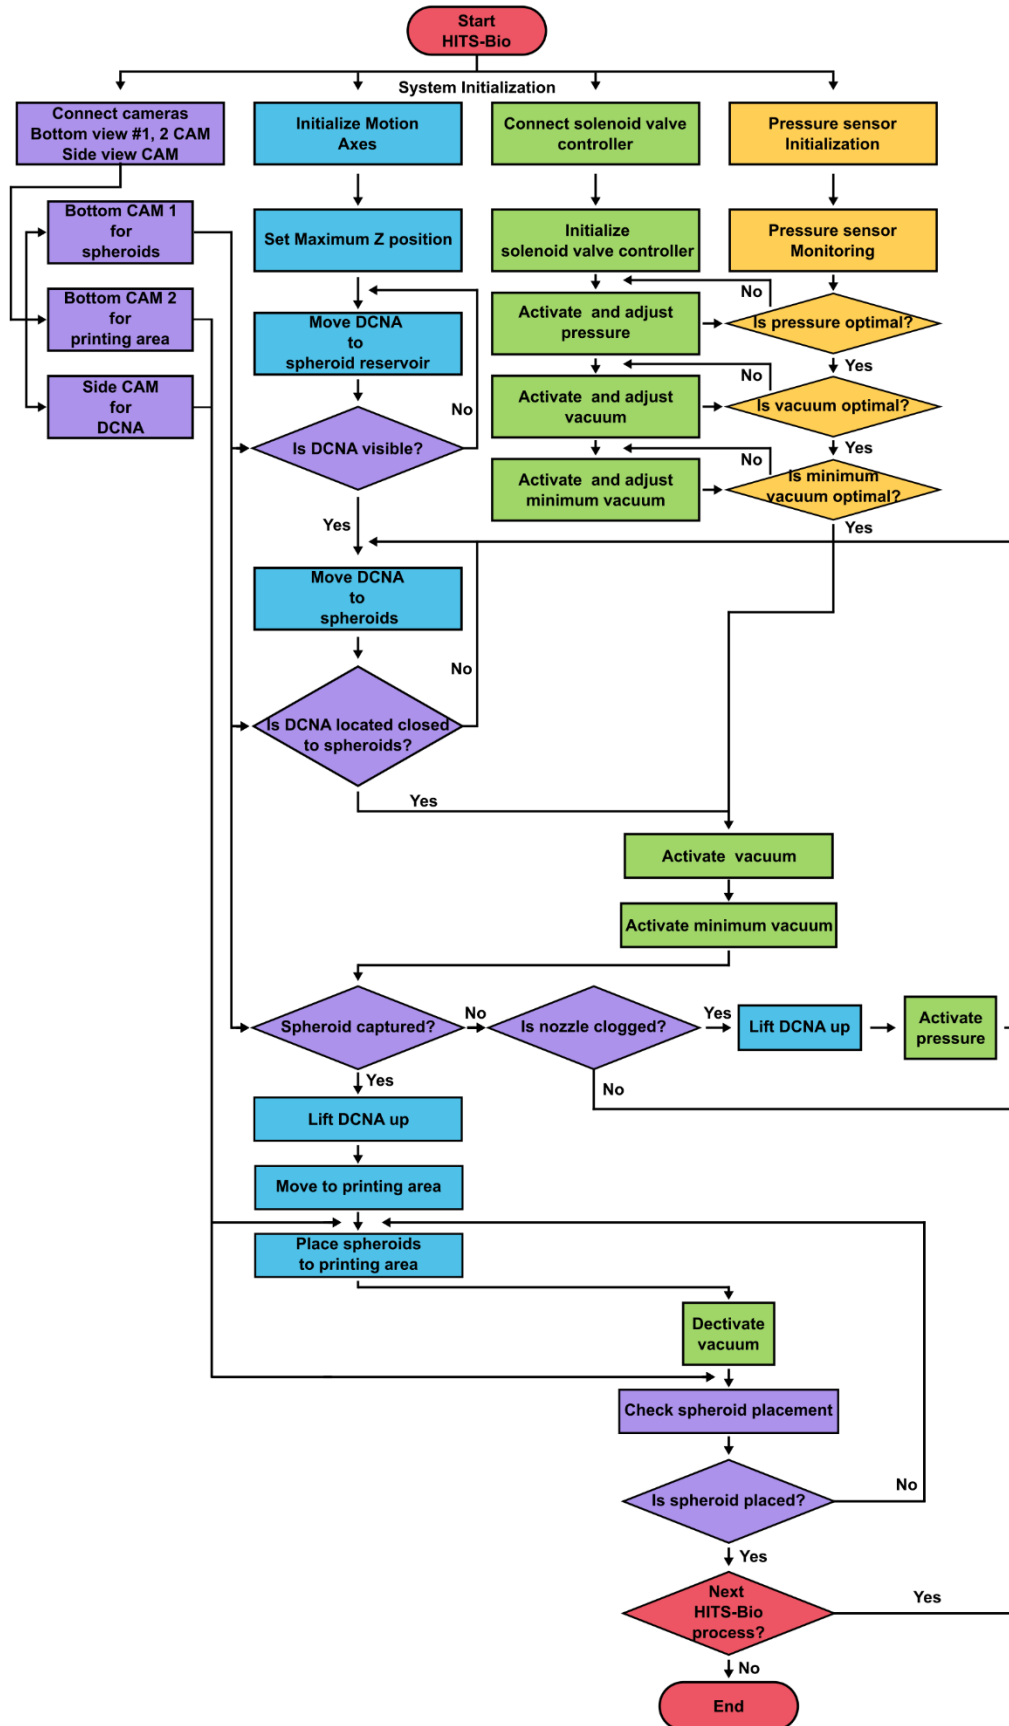 Start
HITS-Bio
System Initialization
Connect cameras
Bottom view #1, 2 CAM
Side view CAM
Initialize Motion
Axes
Connect solenoid valve
controller
Pressure sensor
Initialization
Bottom CAM 1
for
spheroids
Set Maximum Z position
Initialize
solenoid valve controller
Pressure sensor
Monitoring
Bottom CAM 2
for
printing area
Move DCNA
to
spheroid reservoir
Activate and adjust
pressure
No
Is pressure optimal?
Yes
Side CAM
for
DCNA
Is DCNA visible?
No
Activate and adjust
vacuum
No
Is vacuum optimal?
Yes
Activate and adjust
minimum vacuum
No
Is minimum
vacuum optimal?
Yes
Yes
Move DCNA
to
spheroids
No
Is DCNA located closed
to spheroids?
Yes
Activate vacuum
Activate minimum vacuum
Spheroid captured?
No
Is nozzle clogged?
Yes
Lift DCNA up
Activate
pressure
Yes
No
Lift DCNA up
Move to printing area
Place spheroids
to printing area
Dectivate
vacuum
Check spheroid placement
Is spheroid placed?
No
Yes
Next
HITS-Bio
process?
Yes
No
End